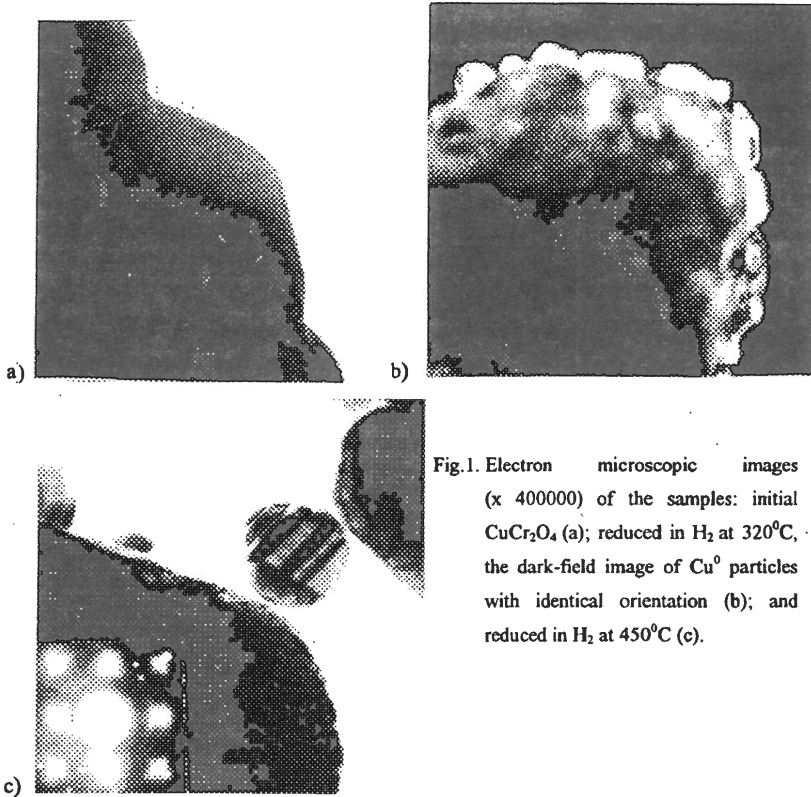 a)
b)
c)
Fig.1. Electron microscopic images
(x 400000) of the samples: initial
CuCr₂O₄ (a); reduced in H₂ at 320⁰C,
the dark-field image of Cu⁰ particles
with identical orientation (b); and
reduced in H₂ at 450⁰C (c).